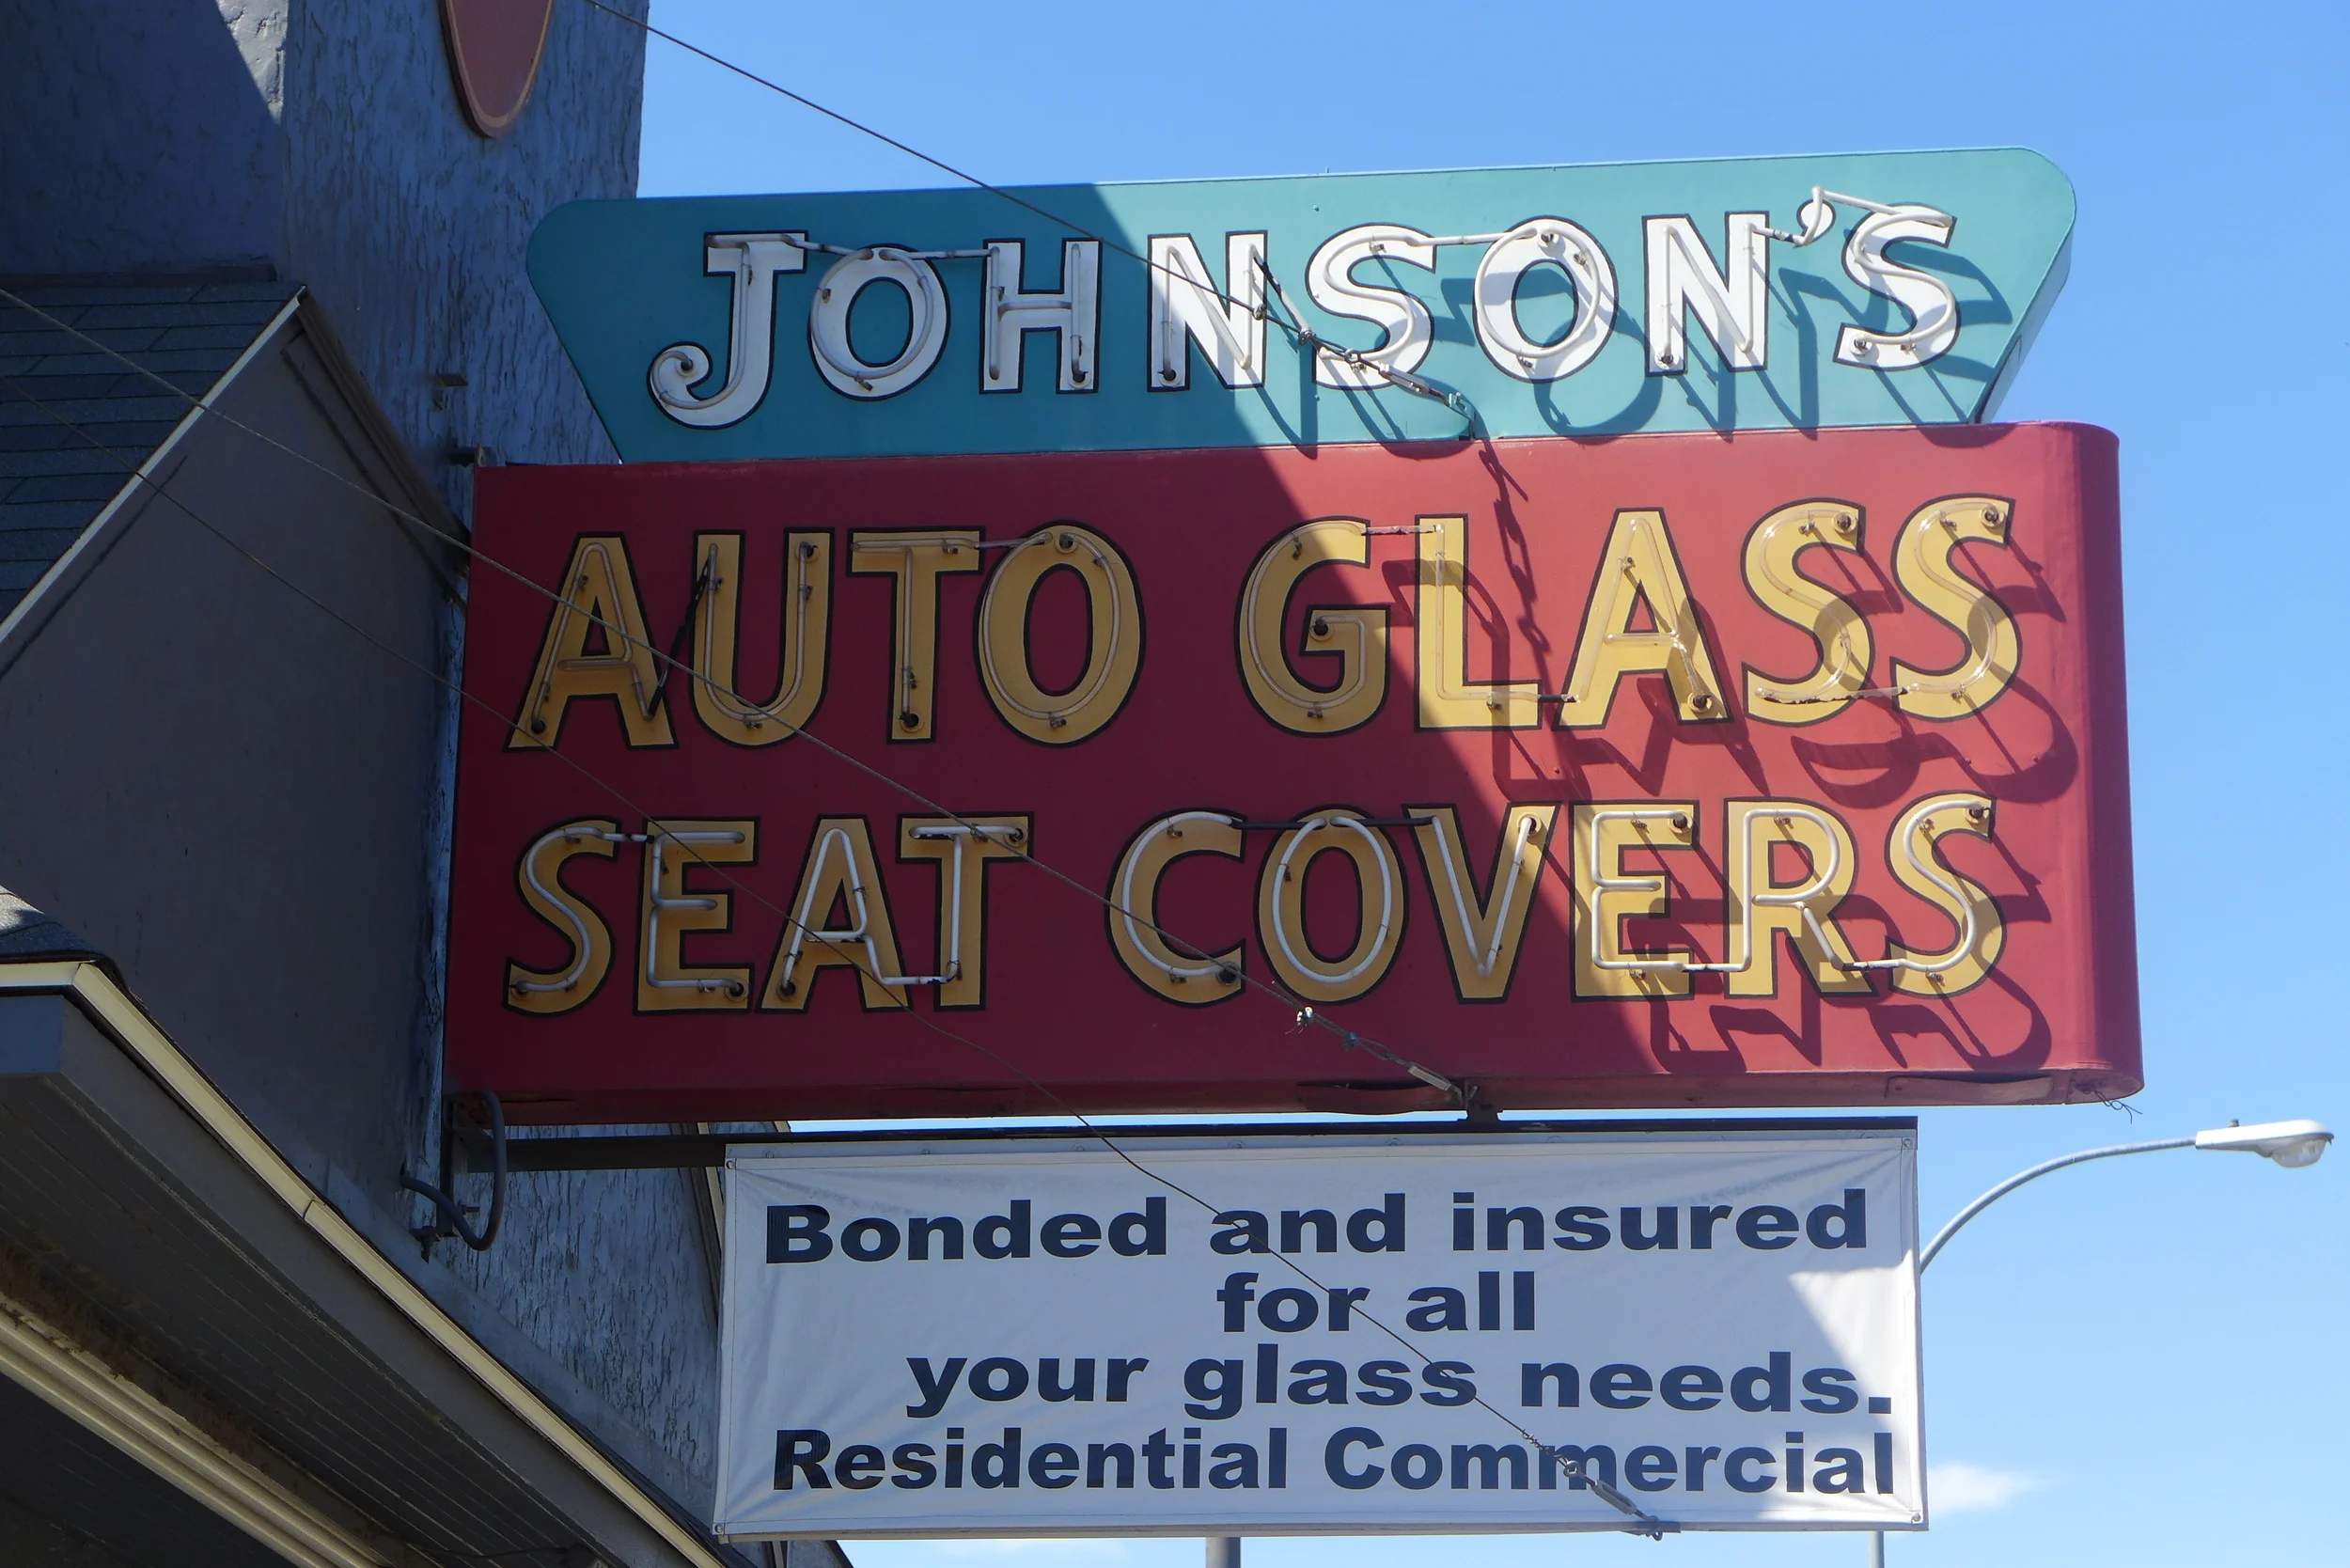 JOHNSON'S
AUTO GLASS
SEAT COVERS
Bonded and insured
for all
your glass needs.
Residential Commercial